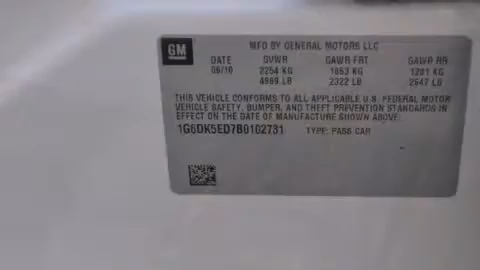 GM
MFD BY GENERAL MOTORS LLC
DATE GVWR GAWR FRT GAWR RR
06/10 2254 KG 1053 KG 1201 KG
4969 LB 2322 LB 2647 LB
THIS VEHICLE CONFORMS TO ALL APPLICABLE U.S. FEDERAL MOTOR
VEHICLE SAFETY, BUMPER, AND THEFT PREVENTION STANDARDS IN
EFFECT ON THE DATE OF MANUFACTURE SHOWN ABOVE.
1G6DK5ED7B0102731 TYPE: PASS CAR